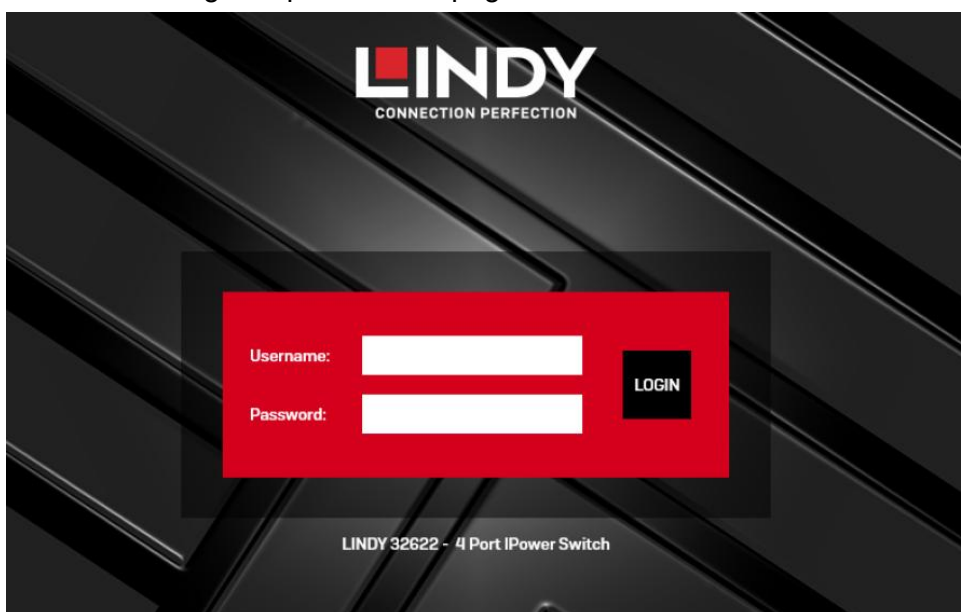 LINDY
CONNECTION PERFECTION
Username:
LOGIN
Password:
LINDY 32622 - 4 Port IPower Switch